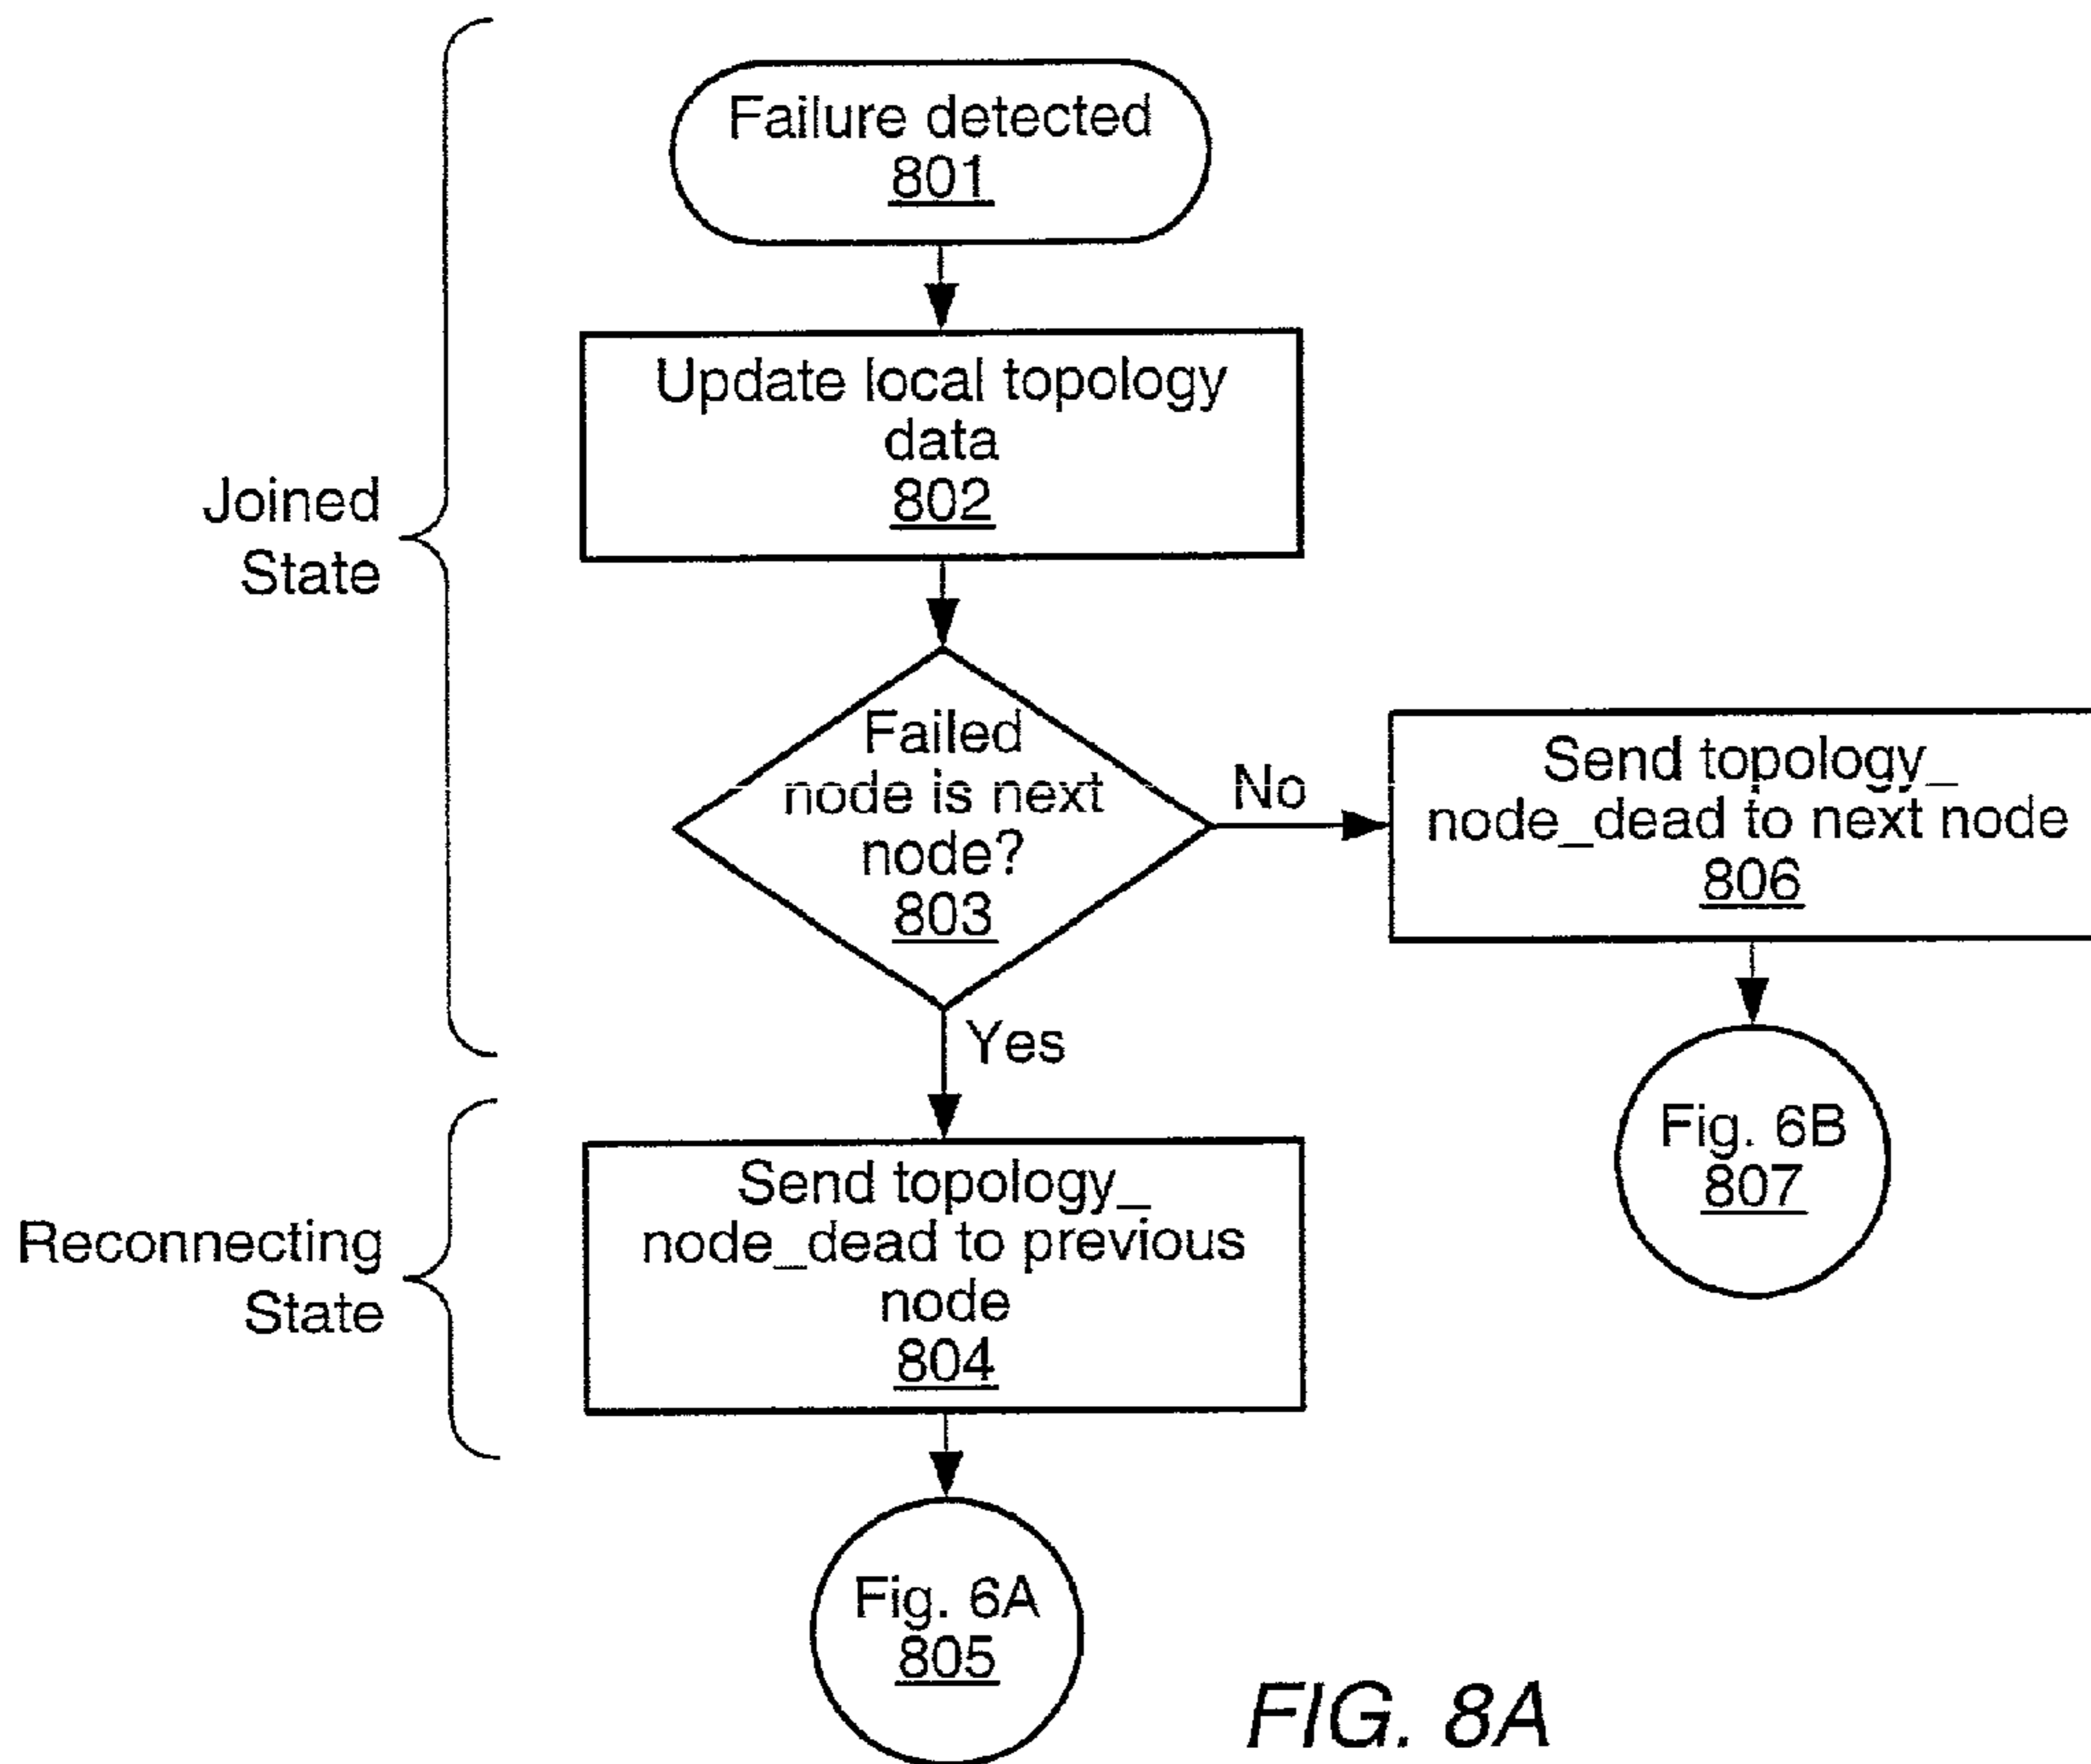 Failure detected
801
Update local topology
data
802
Joined
State
Failed
node is next
node?
803
No
Send topology_
node_dead to next node
806
Yes
Fig. 6B
807
Reconnecting
State
Send topology_
node_dead to previous
node
804
Fig. 6A
805
FIG. 8A